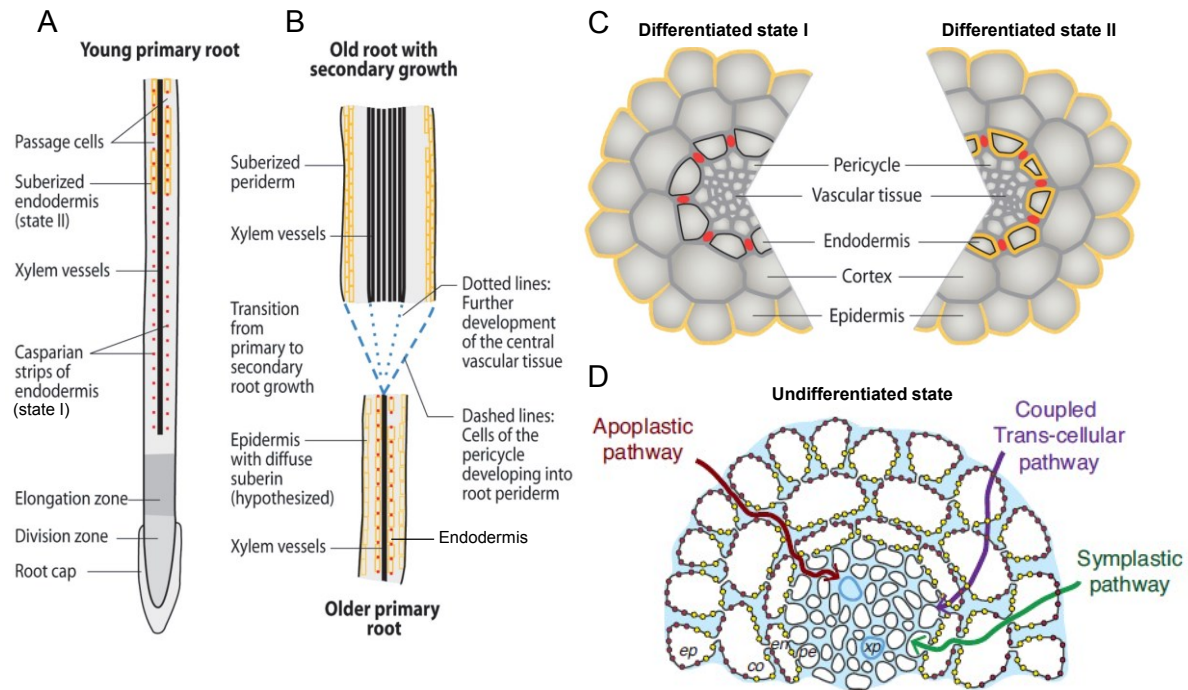 A
Young primary root
Passage cells
Suberized
endodermis
(state II)
Xylem vessels
Casparian
strips of
endodermis
(state I)
Elongation zone
Division zone
Root cap
B
Old root with
secondary growth
Suberized
periderm
Xylem vessels
Transition
from
primary to
secondary
root growth
Dotted lines:
Further
development
of the central
vascular tissue
Dashed lines:
Cells of the
pericycle
developing into
root periderm
Epidermis
with diffuse
suberin
(hypothesized)
Xylem vessels
Endodermis
Older primary
root
C
Differentiated state I
Differentiated state II
Pericycle
Vascular tissue
Endodermis
Cortex
Epidermis
D
Undifferentiated state
Apoplastic
pathway
Coupled
Trans-cellular
pathway
Symplastic
pathway
ep
co
en
pe
xp